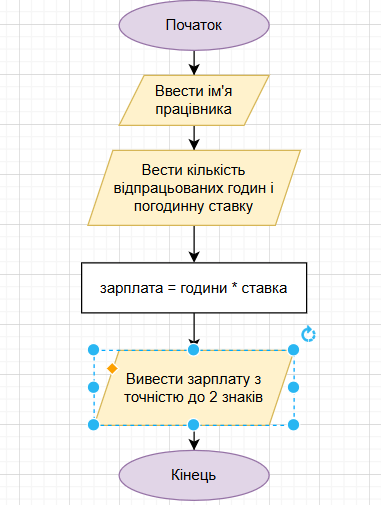 Початок
Ввести ім'я
працівника
Вести кількість
відпрацьованих годин і
погодинну ставку
зарплата = години * ставка
Вивести зарплату з
точністю до 2 знаків
Кінець